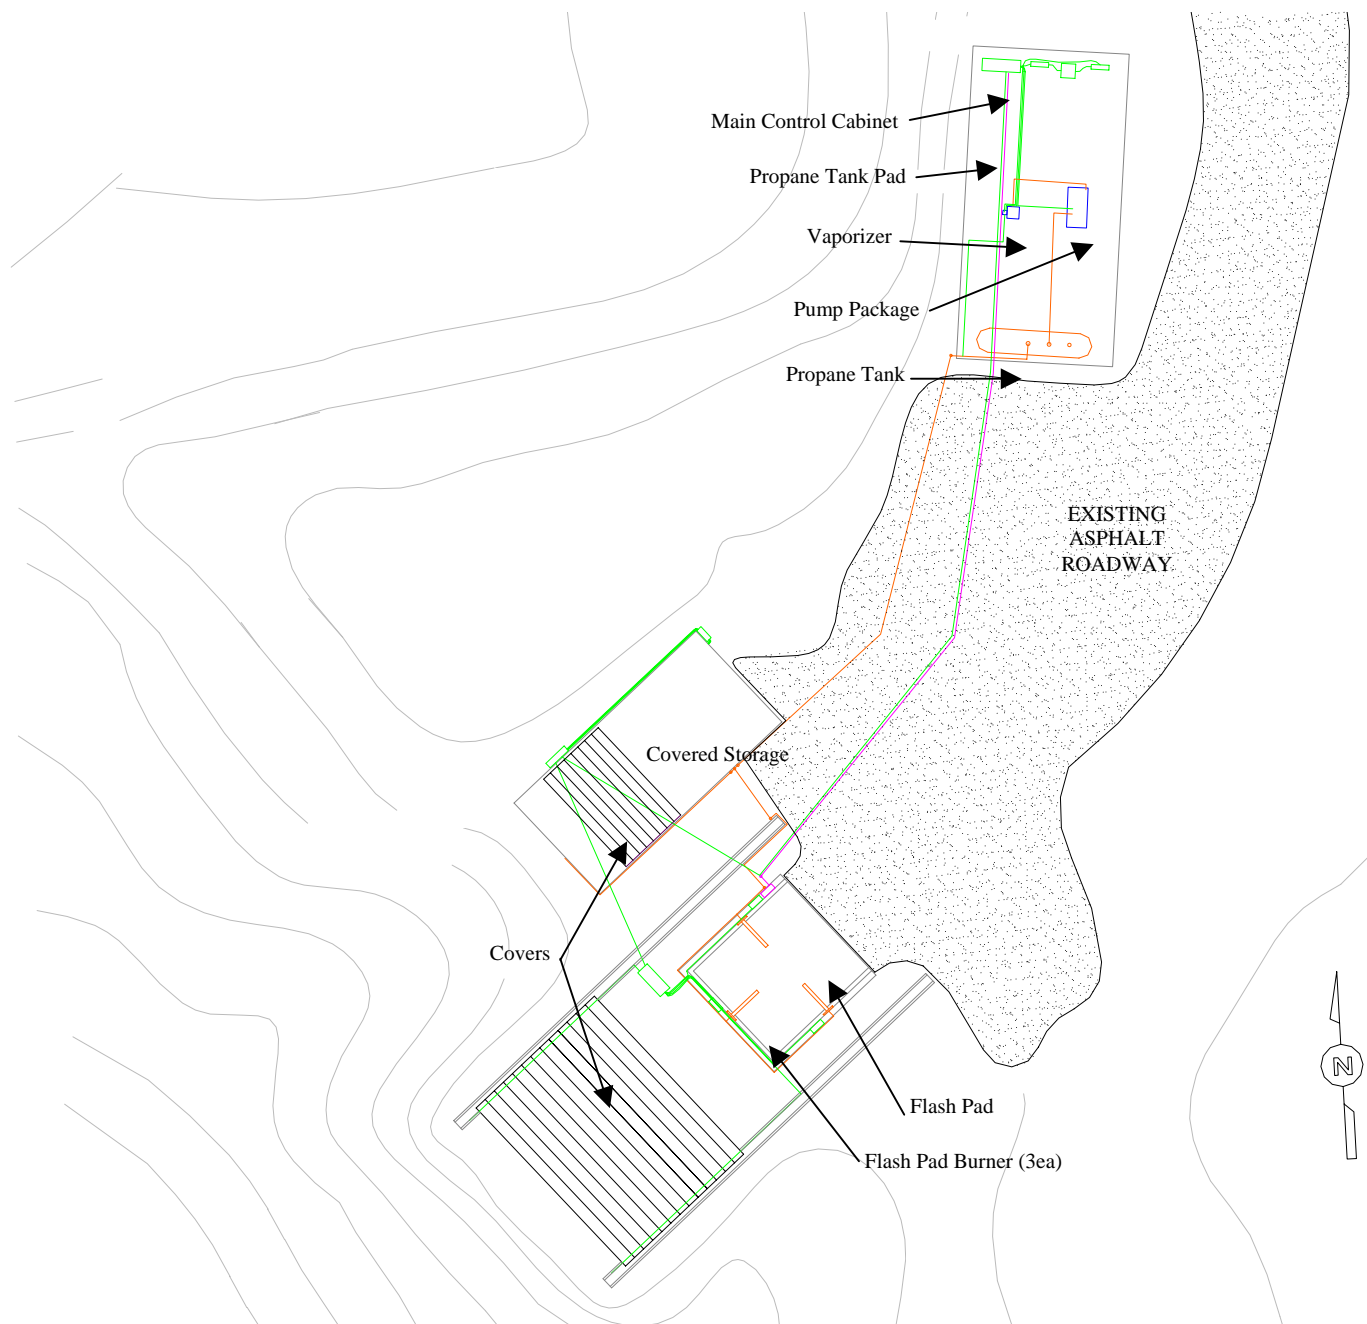 Main Control Cabinet
Propane Tank Pad
Vaporizer
Pump Package
Propane Tank
EXISTING
ASPHALT
ROADWAY
Covered Storage
Covers
Flash Pad
Flash Pad Burner (3ea)
N